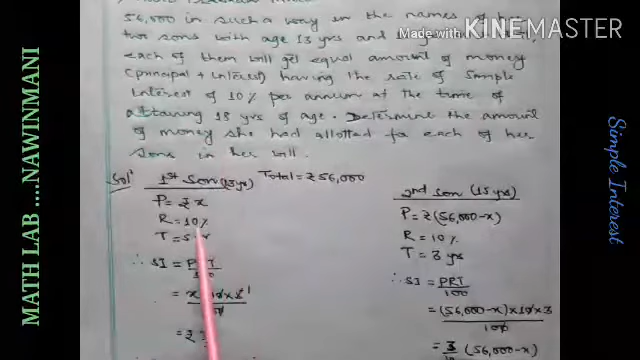 56,000 in such a way in the names of her
two sons with age 13 yrs and
each of them will get equal amount of money
(principal + interest) having the rate of simple
interest of 10% per annum at the time of
attaining 18 yrs of age. Determine the amount
of money she had allotted for each of her
sons in her will.
Made with KINEMASTER
MATH LAB ....NAWINMANI
Simple Interest
Solⁿ 1st Son (13 yrs) Total = ₹ 56,000
P = ₹ x
R = 10%
T = 5
∴ SI = PRT
= x
= ₹
2nd Son (15 yrs)
P = ₹ (56,000-x)
R = 10%
T = 3 yrs
∴ SI = PRT/100
= (56,000-x) x 10 x 3/100
= 3/10 (56,000-x)